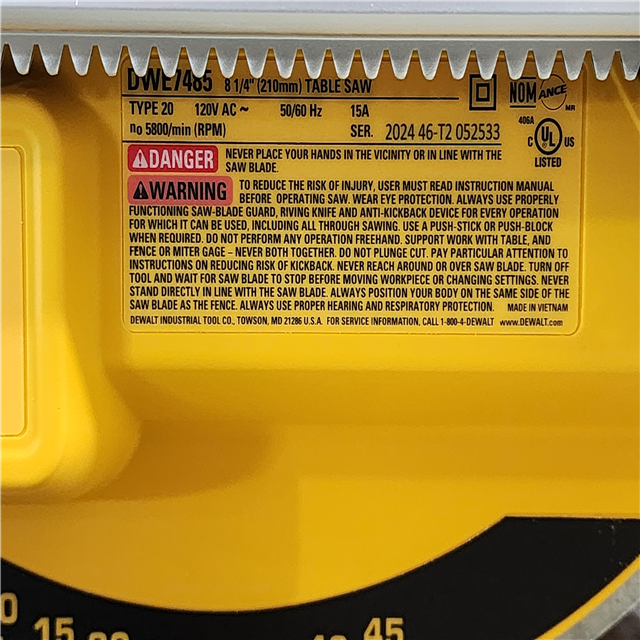 DWE7485 8 1/4" (210mm) TABLE SAW
NOM ANCE MR
TYPE 20 120V AC ~ 50/60 Hz 15A
406A
no 5800/min (RPM) SER. 2024 46-T2 052533
C UL US
LISTED
DANGER NEVER PLACE YOUR HANDS IN THE VICINITY OR IN LINE WITH THE
SAW BLADE.
WARNING TO REDUCE THE RISK OF INJURY, USER MUST READ INSTRUCTION MANUAL
BEFORE OPERATING SAW. WEAR EYE PROTECTION. ALWAYS USE PROPERLY
FUNCTIONING SAW-BLADE GUARD, RIVING KNIFE AND ANTI-KICKBACK DEVICE FOR EVERY OPERATION
FOR WHICH IT CAN BE USED, INCLUDING ALL THROUGH SAWING. USE A PUSH-STICK OR PUSH-BLOCK
WHEN REQUIRED. DO NOT PERFORM ANY OPERATION FREEHAND. SUPPORT WORK WITH TABLE, AND
FENCE OR MITER GAGE – NEVER BOTH TOGETHER. DO NOT PLUNGE CUT. PAY PARTICULAR ATTENTION TO
INSTRUCTIONS ON REDUCING RISK OF KICKBACK. NEVER REACH AROUND OR OVER SAW BLADE. TURN OFF
TOOL AND WAIT FOR SAW BLADE TO STOP BEFORE MOVING WORKPIECE OR CHANGING SETTINGS. NEVER
STAND DIRECTLY IN LINE WITH THE SAW BLADE. ALWAYS POSITION YOUR BODY ON THE SAME SIDE OF THE
SAW BLADE AS THE FENCE. ALWAYS USE PROPER HEARING AND RESPIRATORY PROTECTION. MADE IN VIETNAM
DEWALT INDUSTRIAL TOOL CO., TOWSON, MD 21286 U.S.A. FOR SERVICE INFORMATION, CALL 1-800-4-DEWALT www.DEWALT.com
15 45